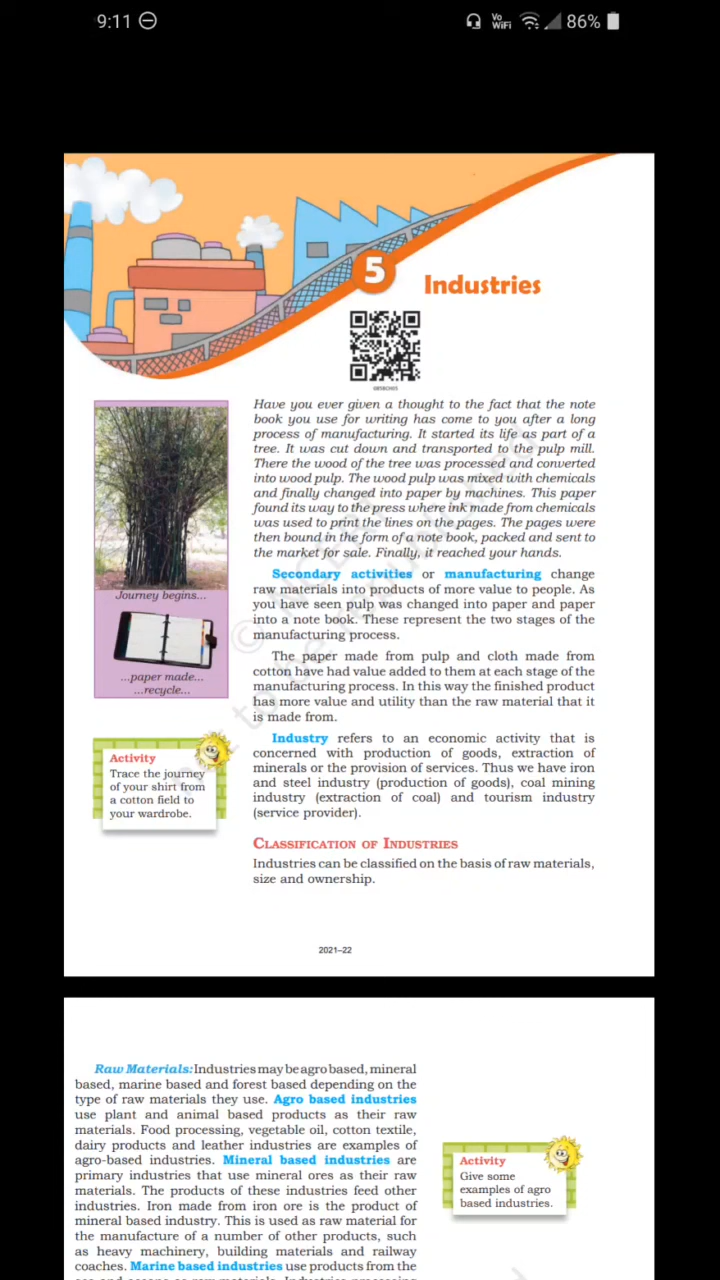 9:11
Vo
WiFi
86%
5
Industries
Have you ever given a thought to the fact that the note
book you use for writing has come to you after a long
process of manufacturing. It started its life as part of a
tree. It was cut down and transported to the pulp mill.
There the wood of the tree was processed and converted
into wood pulp. The wood pulp was mixed with chemicals
and finally changed into paper by machines. This paper
found its way to the press where ink made from chemicals
was used to print the lines on the pages. The pages were
then bound in the form of a note book, packed and sent to
the market for sale. Finally, it reached your hands.
Journey begins...
...paper made...
...recycle...
Secondary activities or manufacturing change
raw materials into products of more value to people. As
you have seen pulp was changed into paper and paper
into a note book. These represent the two stages of the
manufacturing process.
The paper made from pulp and cloth made from
cotton have had value added to them at each stage of the
manufacturing process. In this way the finished product
has more value and utility than the raw material that it
is made from.
Activity
Trace the journey
of your shirt from
a cotton field to
your wardrobe.
Industry refers to an economic activity that is
concerned with production of goods, extraction of
minerals or the provision of services. Thus we have iron
and steel industry (production of goods), coal mining
industry (extraction of coal) and tourism industry
(service provider).
CLASSIFICATION OF INDUSTRIES
Industries can be classified on the basis of raw materials,
size and ownership.
2021–22
Raw Materials: Industries may be agro based, mineral
based, marine based and forest based depending on the
type of raw materials they use. Agro based industries
use plant and animal based products as their raw
materials. Food processing, vegetable oil, cotton textile,
dairy products and leather industries are examples of
agro-based industries. Mineral based industries are
primary industries that use mineral ores as their raw
materials. The products of these industries feed other
industries. Iron made from iron ore is the product of
mineral based industry. This is used as raw material for
the manufacture of a number of other products, such
as heavy machinery, building materials and railway
coaches. Marine based industries use products from the
Activity
Give some
examples of agro
based industries.